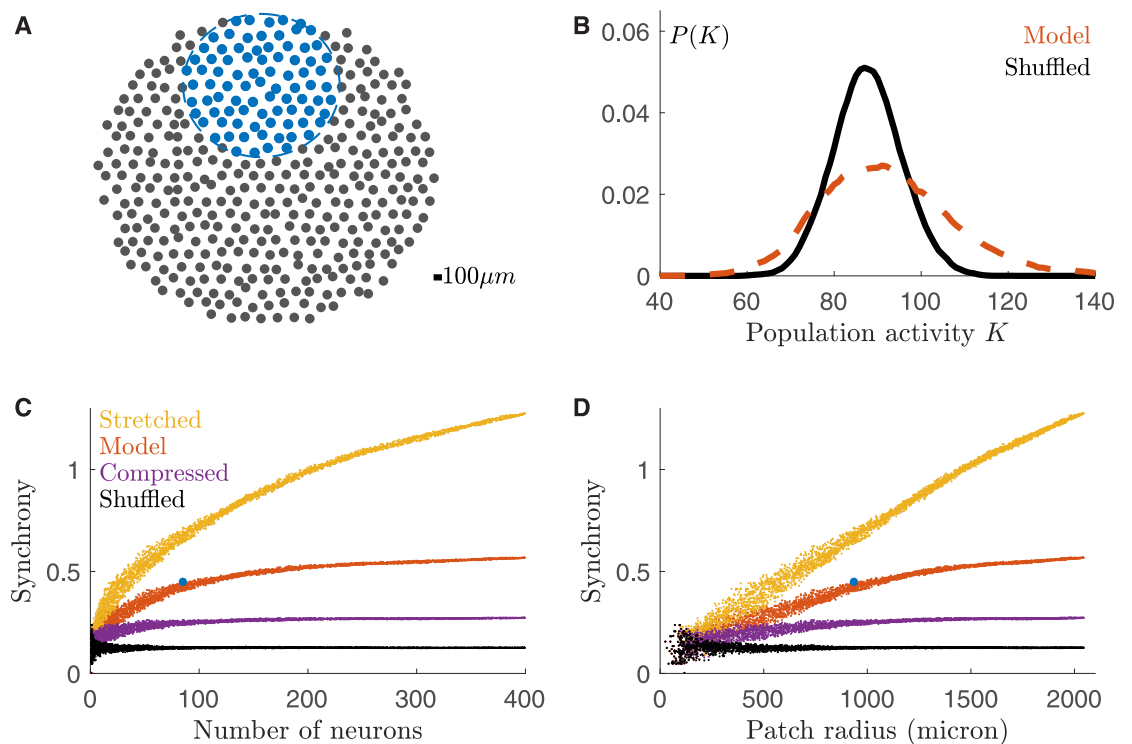 A
100μm
B
P(K)
Model
Shuffled
0.06
0.04
0.02
0
40
60
80
100
120
140
Population activity K
C
Stretched
Model
Compressed
Shuffled
1
0.5
0
Synchrony
0
100
200
300
400
Number of neurons
D
1
0.5
0
Synchrony
0
500
1000
1500
2000
Patch radius (micron)